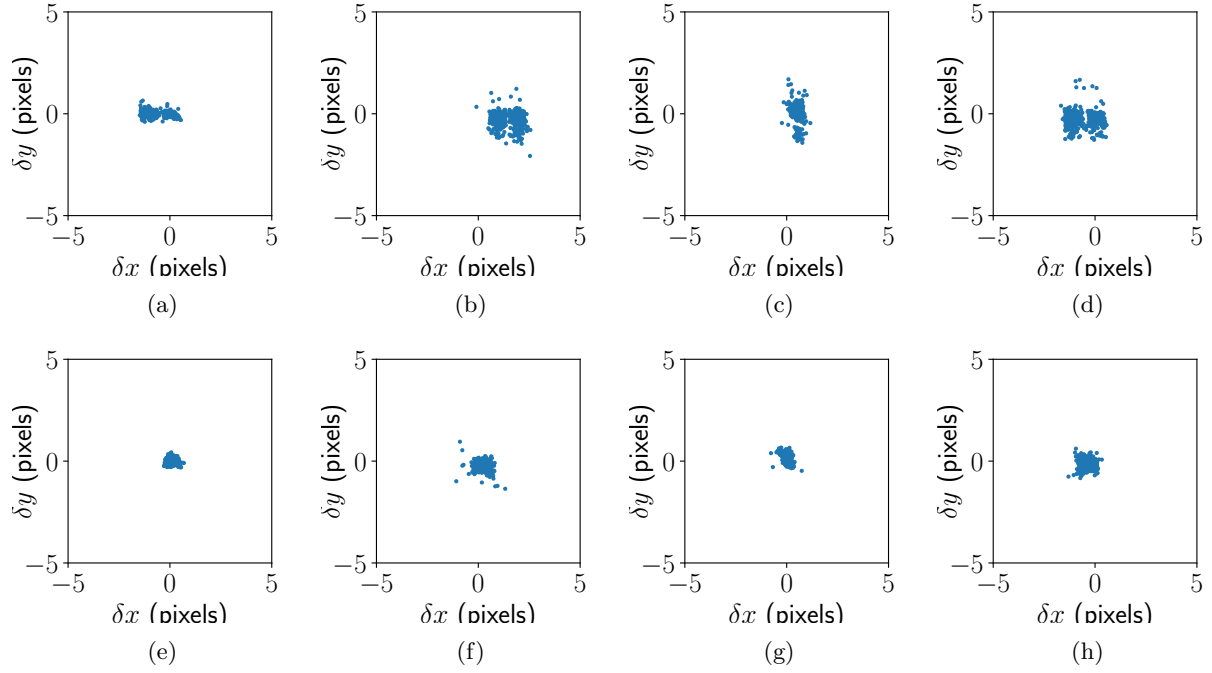 5 5 5 5
δy (pixels) δy (pixels) δy (pixels) δy (pixels)
0 0 0 0
−5 −5 −5 −5
−5 0 5 −5 0 5 −5 0 5 −5 0 5
δx (pixels) δx (pixels) δx (pixels) δx (pixels)
(a) (b) (c) (d)
5 5 5 5
δy (pixels) δy (pixels) δy (pixels) δy (pixels)
0 0 0 0
−5 −5 −5 −5
−5 0 5 −5 0 5 −5 0 5 −5 0 5
δx (pixels) δx (pixels) δx (pixels) δx (pixels)
(e) (f) (g) (h)